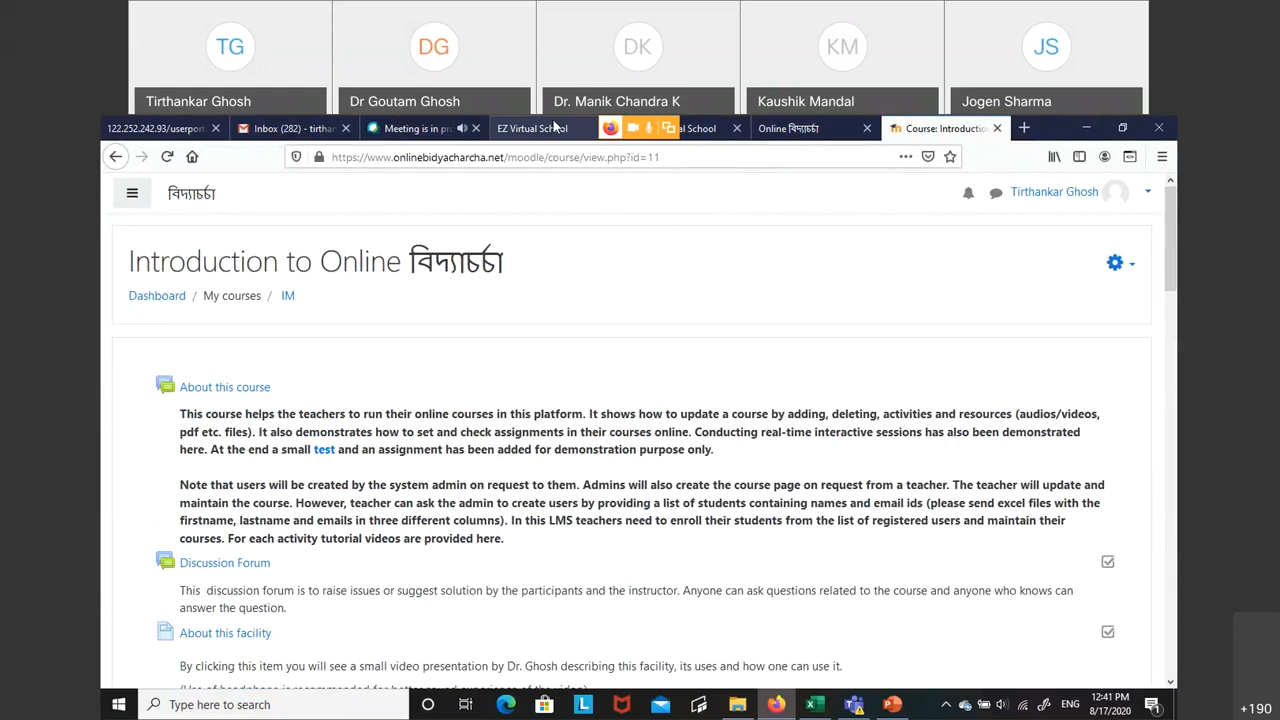 TG
DG
DK
KM
JS
Tirthankar Ghosh
Dr Goutam Ghosh
Dr. Manik Chandra K
Kaushik Mandal
Jogen Sharma
122.252.242.93/userport
Inbox (282) - tirthar
Meeting is in pro
EZ Virtual School
al School
Online বিদ্যাচর্চা
Course: Introductio
https://www.onlinebidyacharcha.net/moodle/course/view.php?id=11
বিদ্যাচর্চা
Tirthankar Ghosh
Introduction to Online বিদ্যাচর্চা
Dashboard / My courses / IM
About this course
This course helps the teachers to run their online courses in this platform. It shows how to update a course by adding, deleting, activities and resources (audios/videos,
pdf etc. files). It also demonstrates how to set and check assignments in their courses online. Conducting real-time interactive sessions has also been demonstrated
here. At the end a small test and an assignment has been added for demonstration purpose only.
Note that users will be created by the system admin on request to them. Admins will also create the course page on request from a teacher. The teacher will update and
maintain the course. However, teacher can ask the admin to create users by providing a list of students containing names and email ids (please send excel files with the
firstname, lastname and emails in three different columns). In this LMS teachers need to enroll their students from the list of registered users and maintain their
courses. For each activity tutorial videos are provided here.
Discussion Forum
This discussion forum is to raise issues or suggest solution by the participants and the instructor. Anyone can ask questions related to the course and anyone who knows can
answer the question.
About this facility
By clicking this item you will see a small video presentation by Dr. Ghosh describing this facility, its uses and how one can use it.
(Use of headphone is recommended for better sound experience of the video)
Type here to search
ENG
12:41 PM
8/17/2020
+190